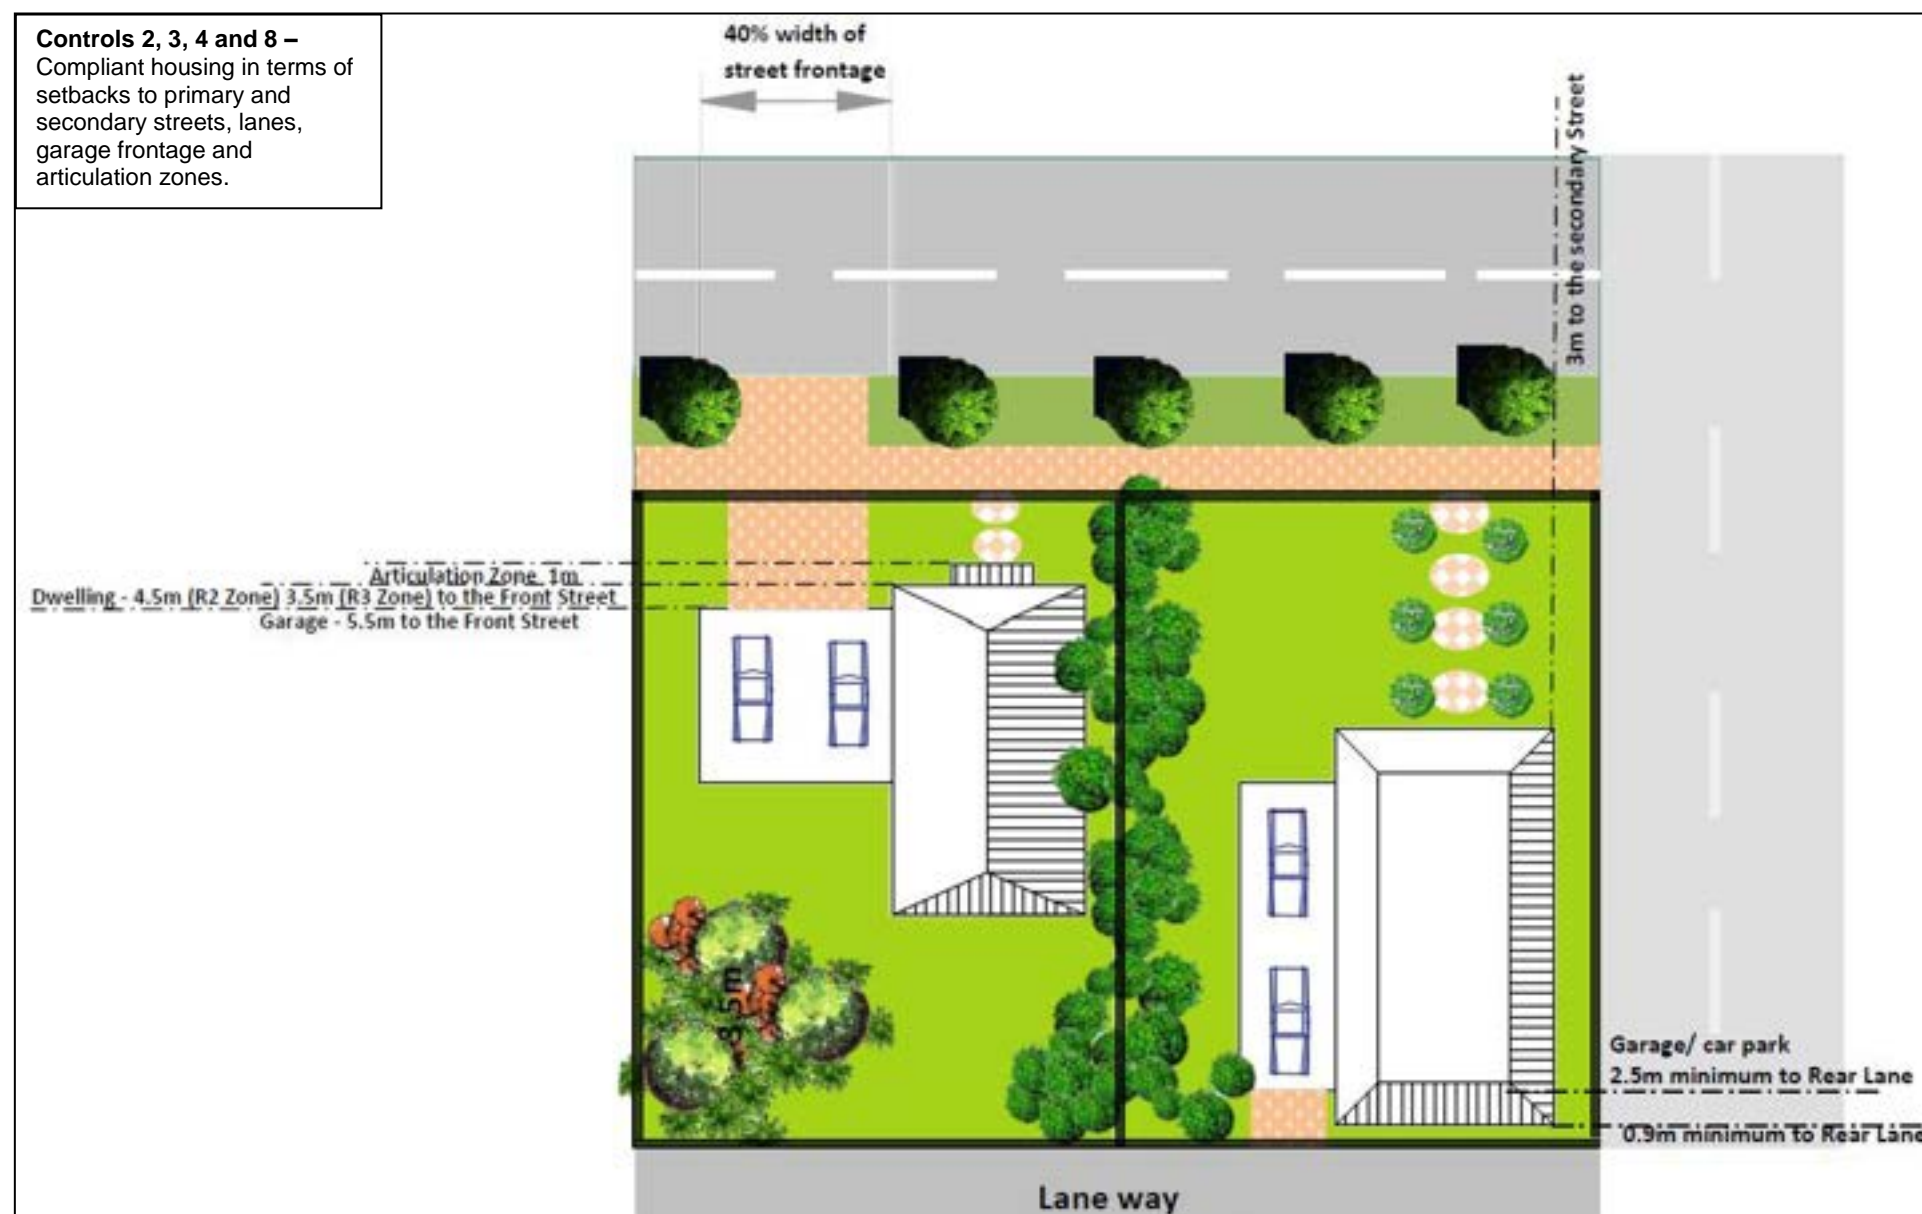 Controls 2, 3, 4 and 8 –
Compliant housing in terms of
setbacks to primary and
secondary streets, lanes,
garage frontage and
articulation zones.
40% width of
street frontage
3m to the secondary Street
Articulation Zone 1m
Dwelling - 4.5m (R2 Zone) 3.5m (R3 Zone) to the Front Street
Garage - 5.5m to the Front Street
Garage/ car park
2.5m minimum to Rear Lane
0.9m minimum to Rear Lane
Lane way